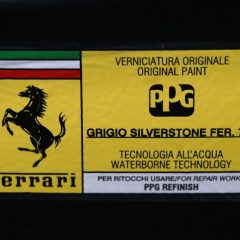 VERNICIATURA ORIGINALE
ORIGINAL PAINT
PPG
GRIGIO SILVERSTONE FER.
TECNOLOGIA ALL'ACQUA
WATERBORNE TECHNOLOGY
Ferrari
PER RITOCCHI USARE/FOR REPAIR WORK
PPG REFINISH